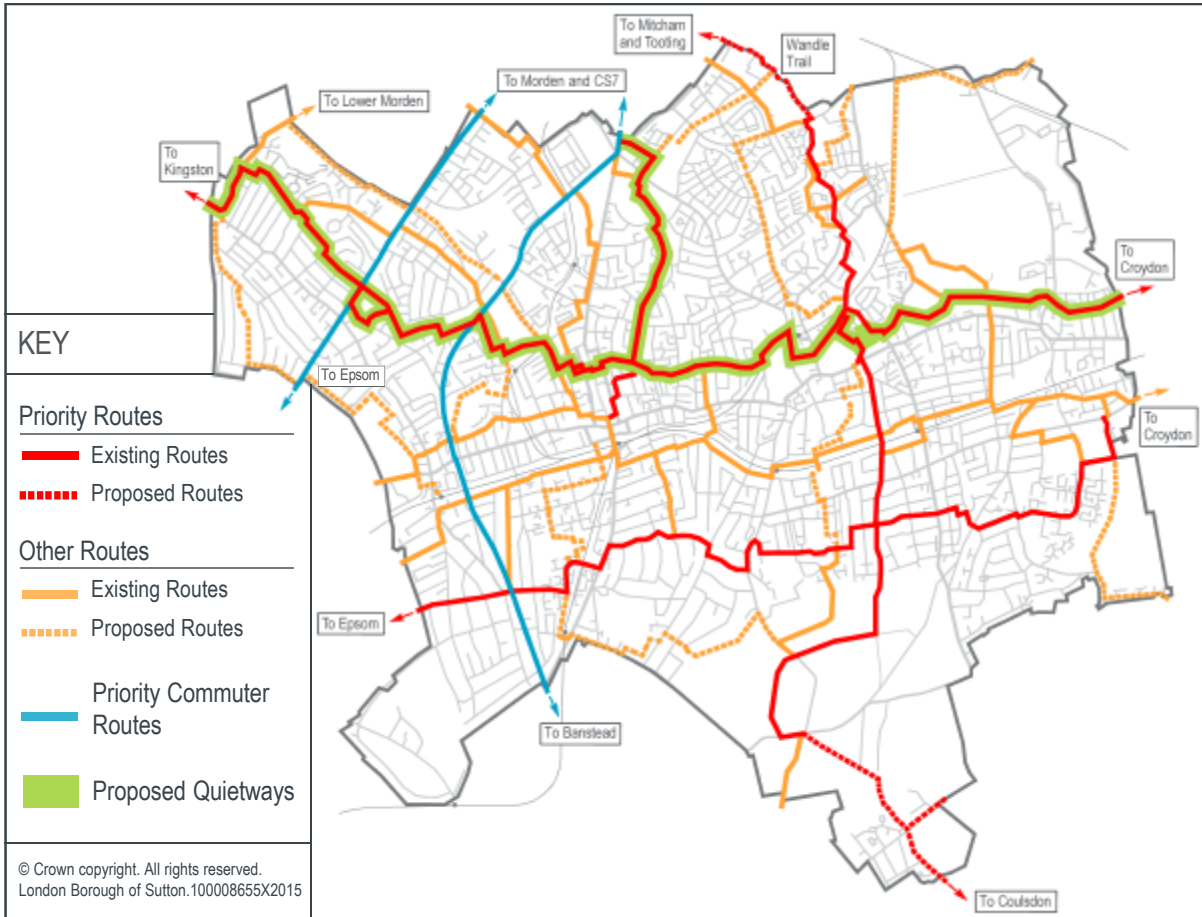 To Mitcham
and Tooting
Wandle
Trail
To Morden and CS7
To Lower Morden
To
Kingston
To
Croydon
To Epsom
To
Croydon
To Epsom
To Banstead
To Coulsdon
KEY
Priority Routes
Existing Routes
Proposed Routes
Other Routes
Existing Routes
Proposed Routes
Priority Commuter
Routes
Proposed Quietways
© Crown copyright. All rights reserved.
London Borough of Sutton.100008655X2015